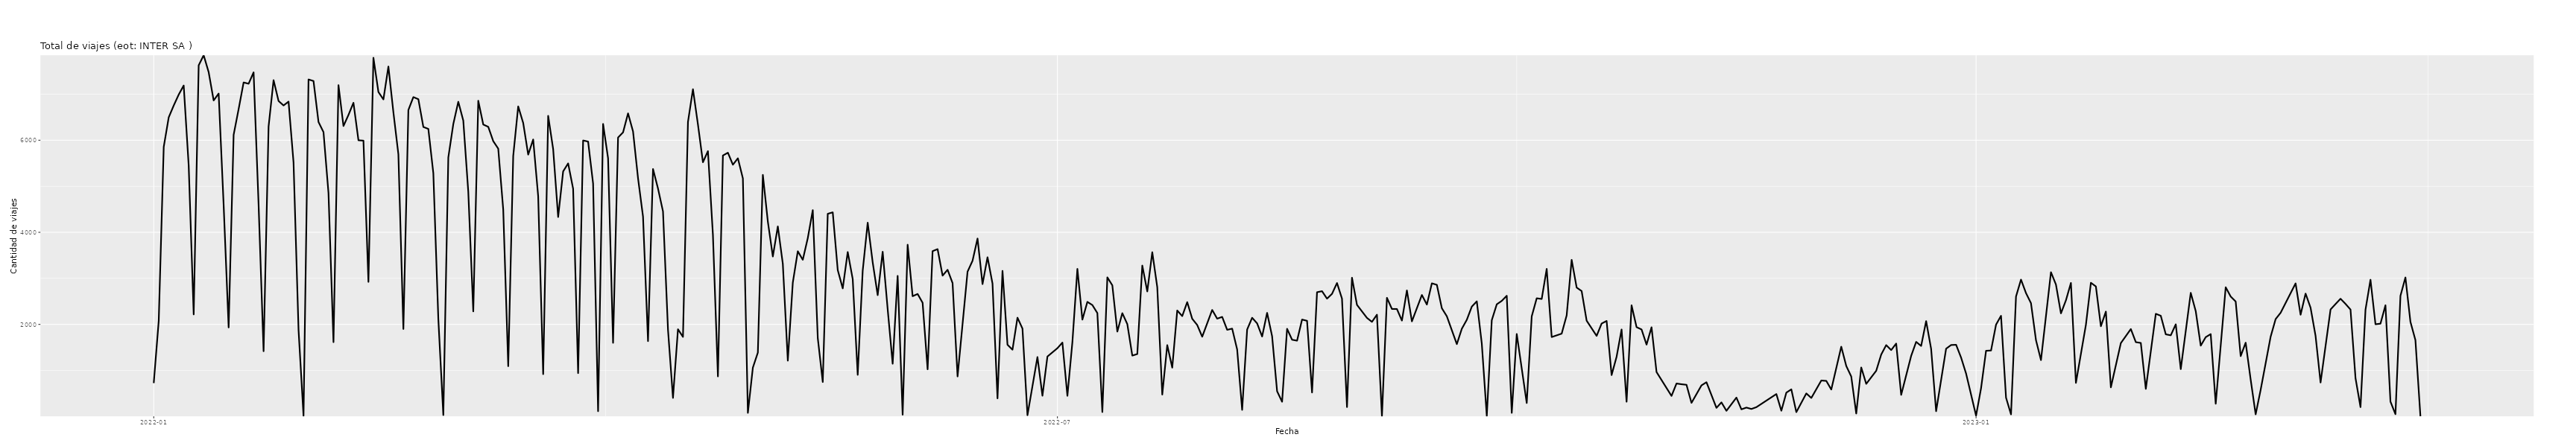 Total de viajes (eot: INTER SA )
Cantidad de viajes
6000
4000
2000
2022-01
2022-07
2023-01
Fecha